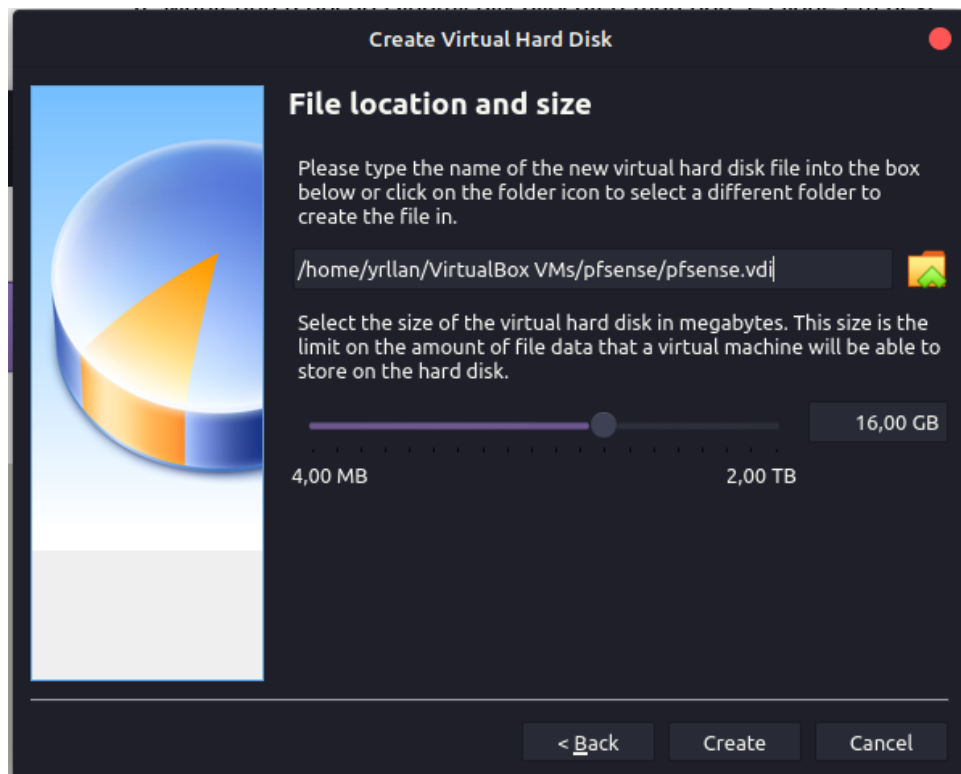 Create Virtual Hard Disk
File location and size
Please type the name of the new virtual hard disk file into the box
below or click on the folder icon to select a different folder to
create the file in.
/home/yrllan/VirtualBox VMs/pfsense/pfsense.vdi
Select the size of the virtual hard disk in megabytes. This size is the
limit on the amount of file data that a virtual machine will be able to
store on the hard disk.
16,00 GB
4,00 MB 2,00 TB
< Back Create Cancel